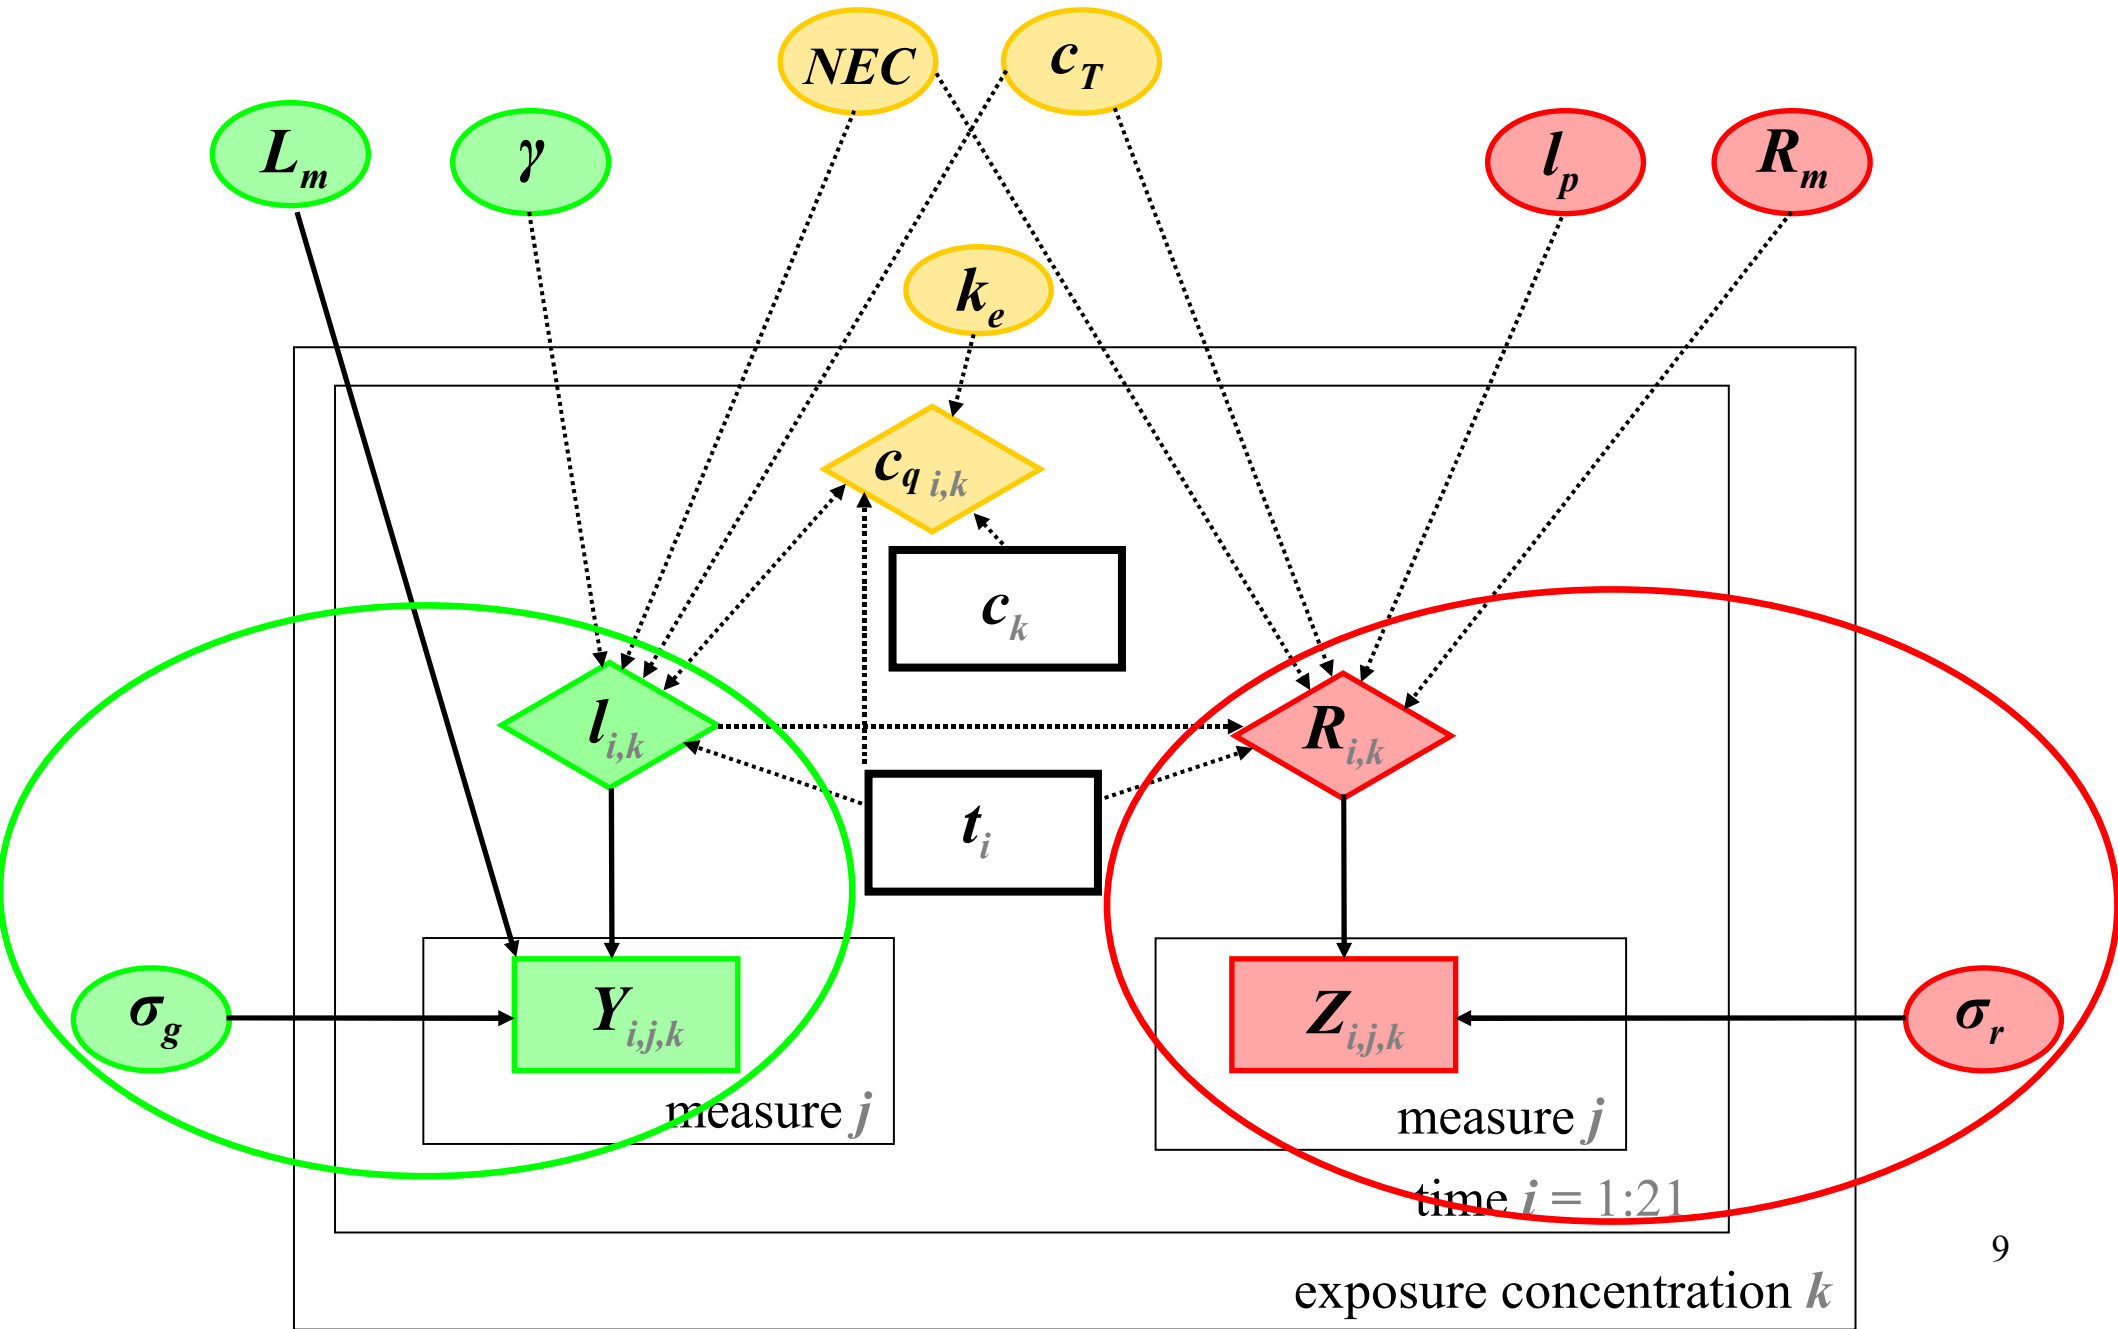 NEC
c_T
L_m
γ
l_p
R_m
k_e
c_q i,k
c_k
l_i,k
R_i,k
t_i
σ_g
Y_i,j,k
Z_i,j,k
σ_r
measure j
measure j
time i = 1:21
9
exposure concentration k